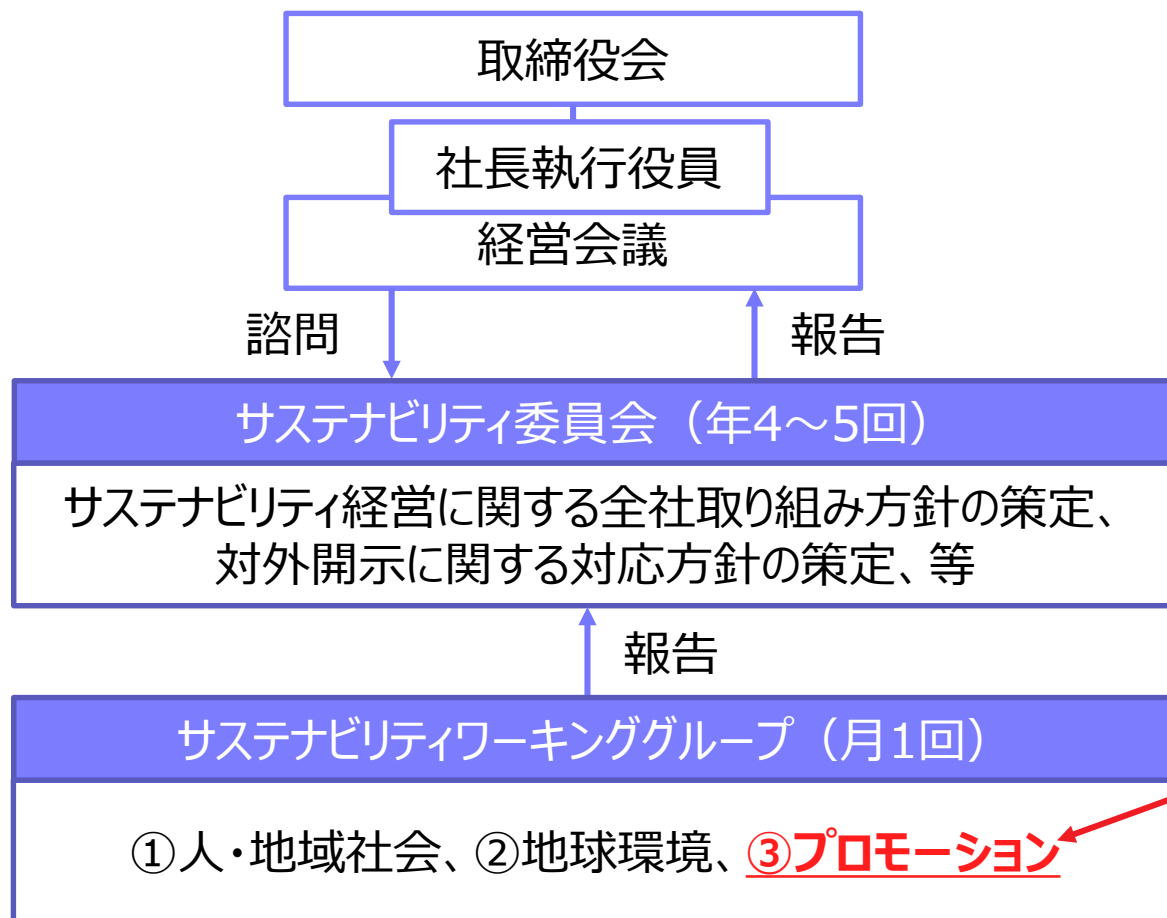 取締役会
社長執行役員
経営会議
諮問
報告
サステナビリティ委員会（年4～5回）
サステナビリティ経営に関する全社取り組み方針の策定、
対外開示に関する対応方針の策定、等
報告
サステナビリティワーキンググループ（月1回）
①人・地域社会、②地球環境、③プロモーション